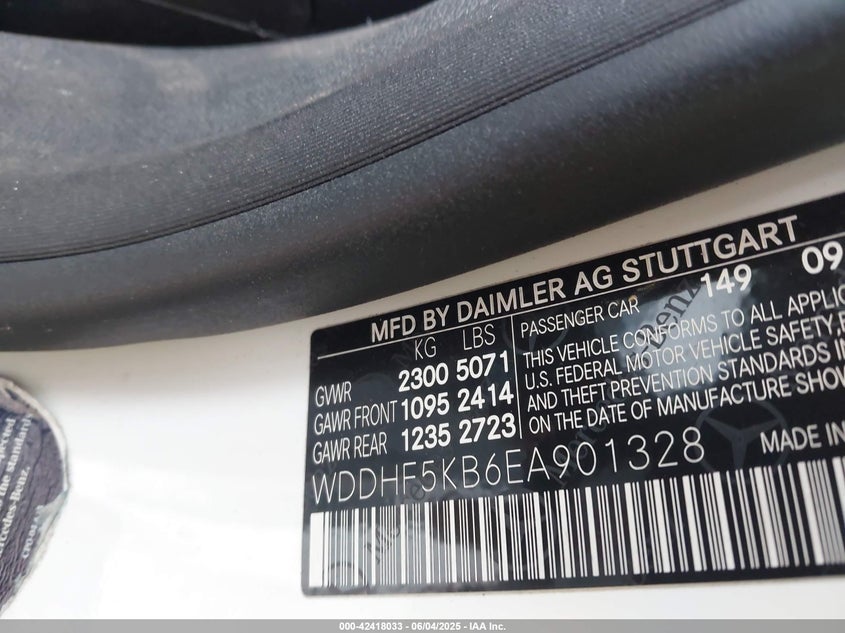 MFD BY DAIMLER AG STUTTGART
KG LBS
GVWR 2300 5071
GAWR FRONT 1095 2414
GAWR REAR 1235 2723
PASSENGER CAR 149 09
THIS VEHICLE CONFORMS TO ALL APPLIC
U.S. FEDERAL MOTOR VEHICLE SAFETY,
AND THEFT PREVENTION STANDARDS IN
ON THE DATE OF MANUFACTURE SHOW
WDDHF5KB6EA901328
MADE IN
the standard
000-42418033 - 06/04/2025 - IAA Inc.